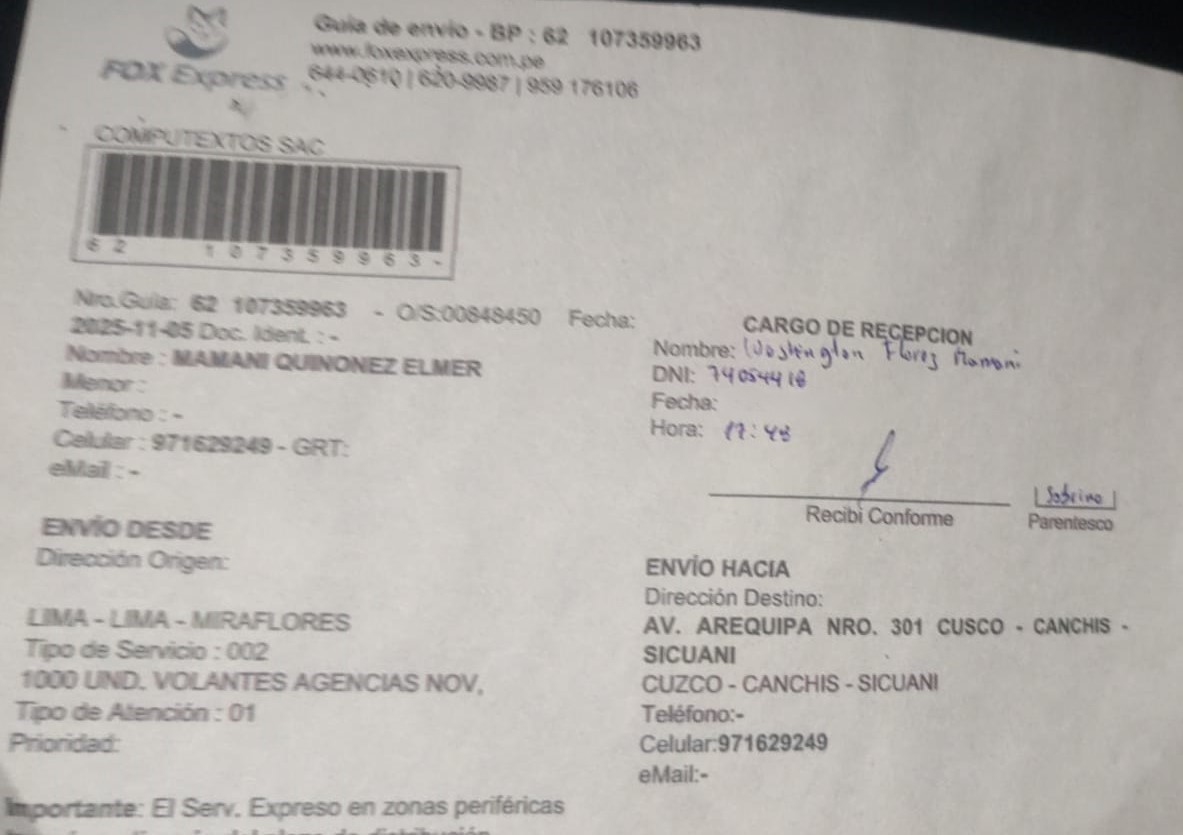 FOX Express
Guia de envio - BP : 62 107359963
www.foxexpress.com.pe
644-0610 | 620-9987 | 959 176106
COMPUTEXTOS SAC
62 107359963-
Nro.Guia: 62 107359963 - O/S:00848450 Fecha:
2025-11-05 Doc. Ident. : -
Nombre : MAMANI QUINONEZ ELMER
Menor :
Teléfono : -
Celular : 971629249 - GRT:
eMail : -
CARGO DE RECEPCION
Nombre: Washington Flores Mamani
DNI: 74054418
Fecha:
Hora: 17:48
Recibi Conforme
Sobrino
Parentesco
ENVÍO DESDE
Dirección Origen:
LIMA - LIMA - MIRAFLORES
Tipo de Servicio : 002
1000 UND. VOLANTES AGENCIAS NOV,
Tipo de Atención : 01
Prioridad:
ENVÍO HACIA
Dirección Destino:
AV. AREQUIPA NRO. 301 CUSCO - CANCHIS -
SICUANI
CUZCO - CANCHIS - SICUANI
Teléfono:-
Celular:971629249
eMail:-
Importante: El Serv. Expreso en zonas periféricas